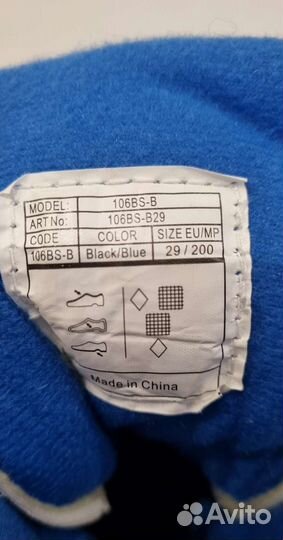 MODEL: 106BS-B
ART No: 106BS-B29
CODE COLOR SIZE EU/MP
106BS-B Black/Blue 29 / 200
Made in China
Avito